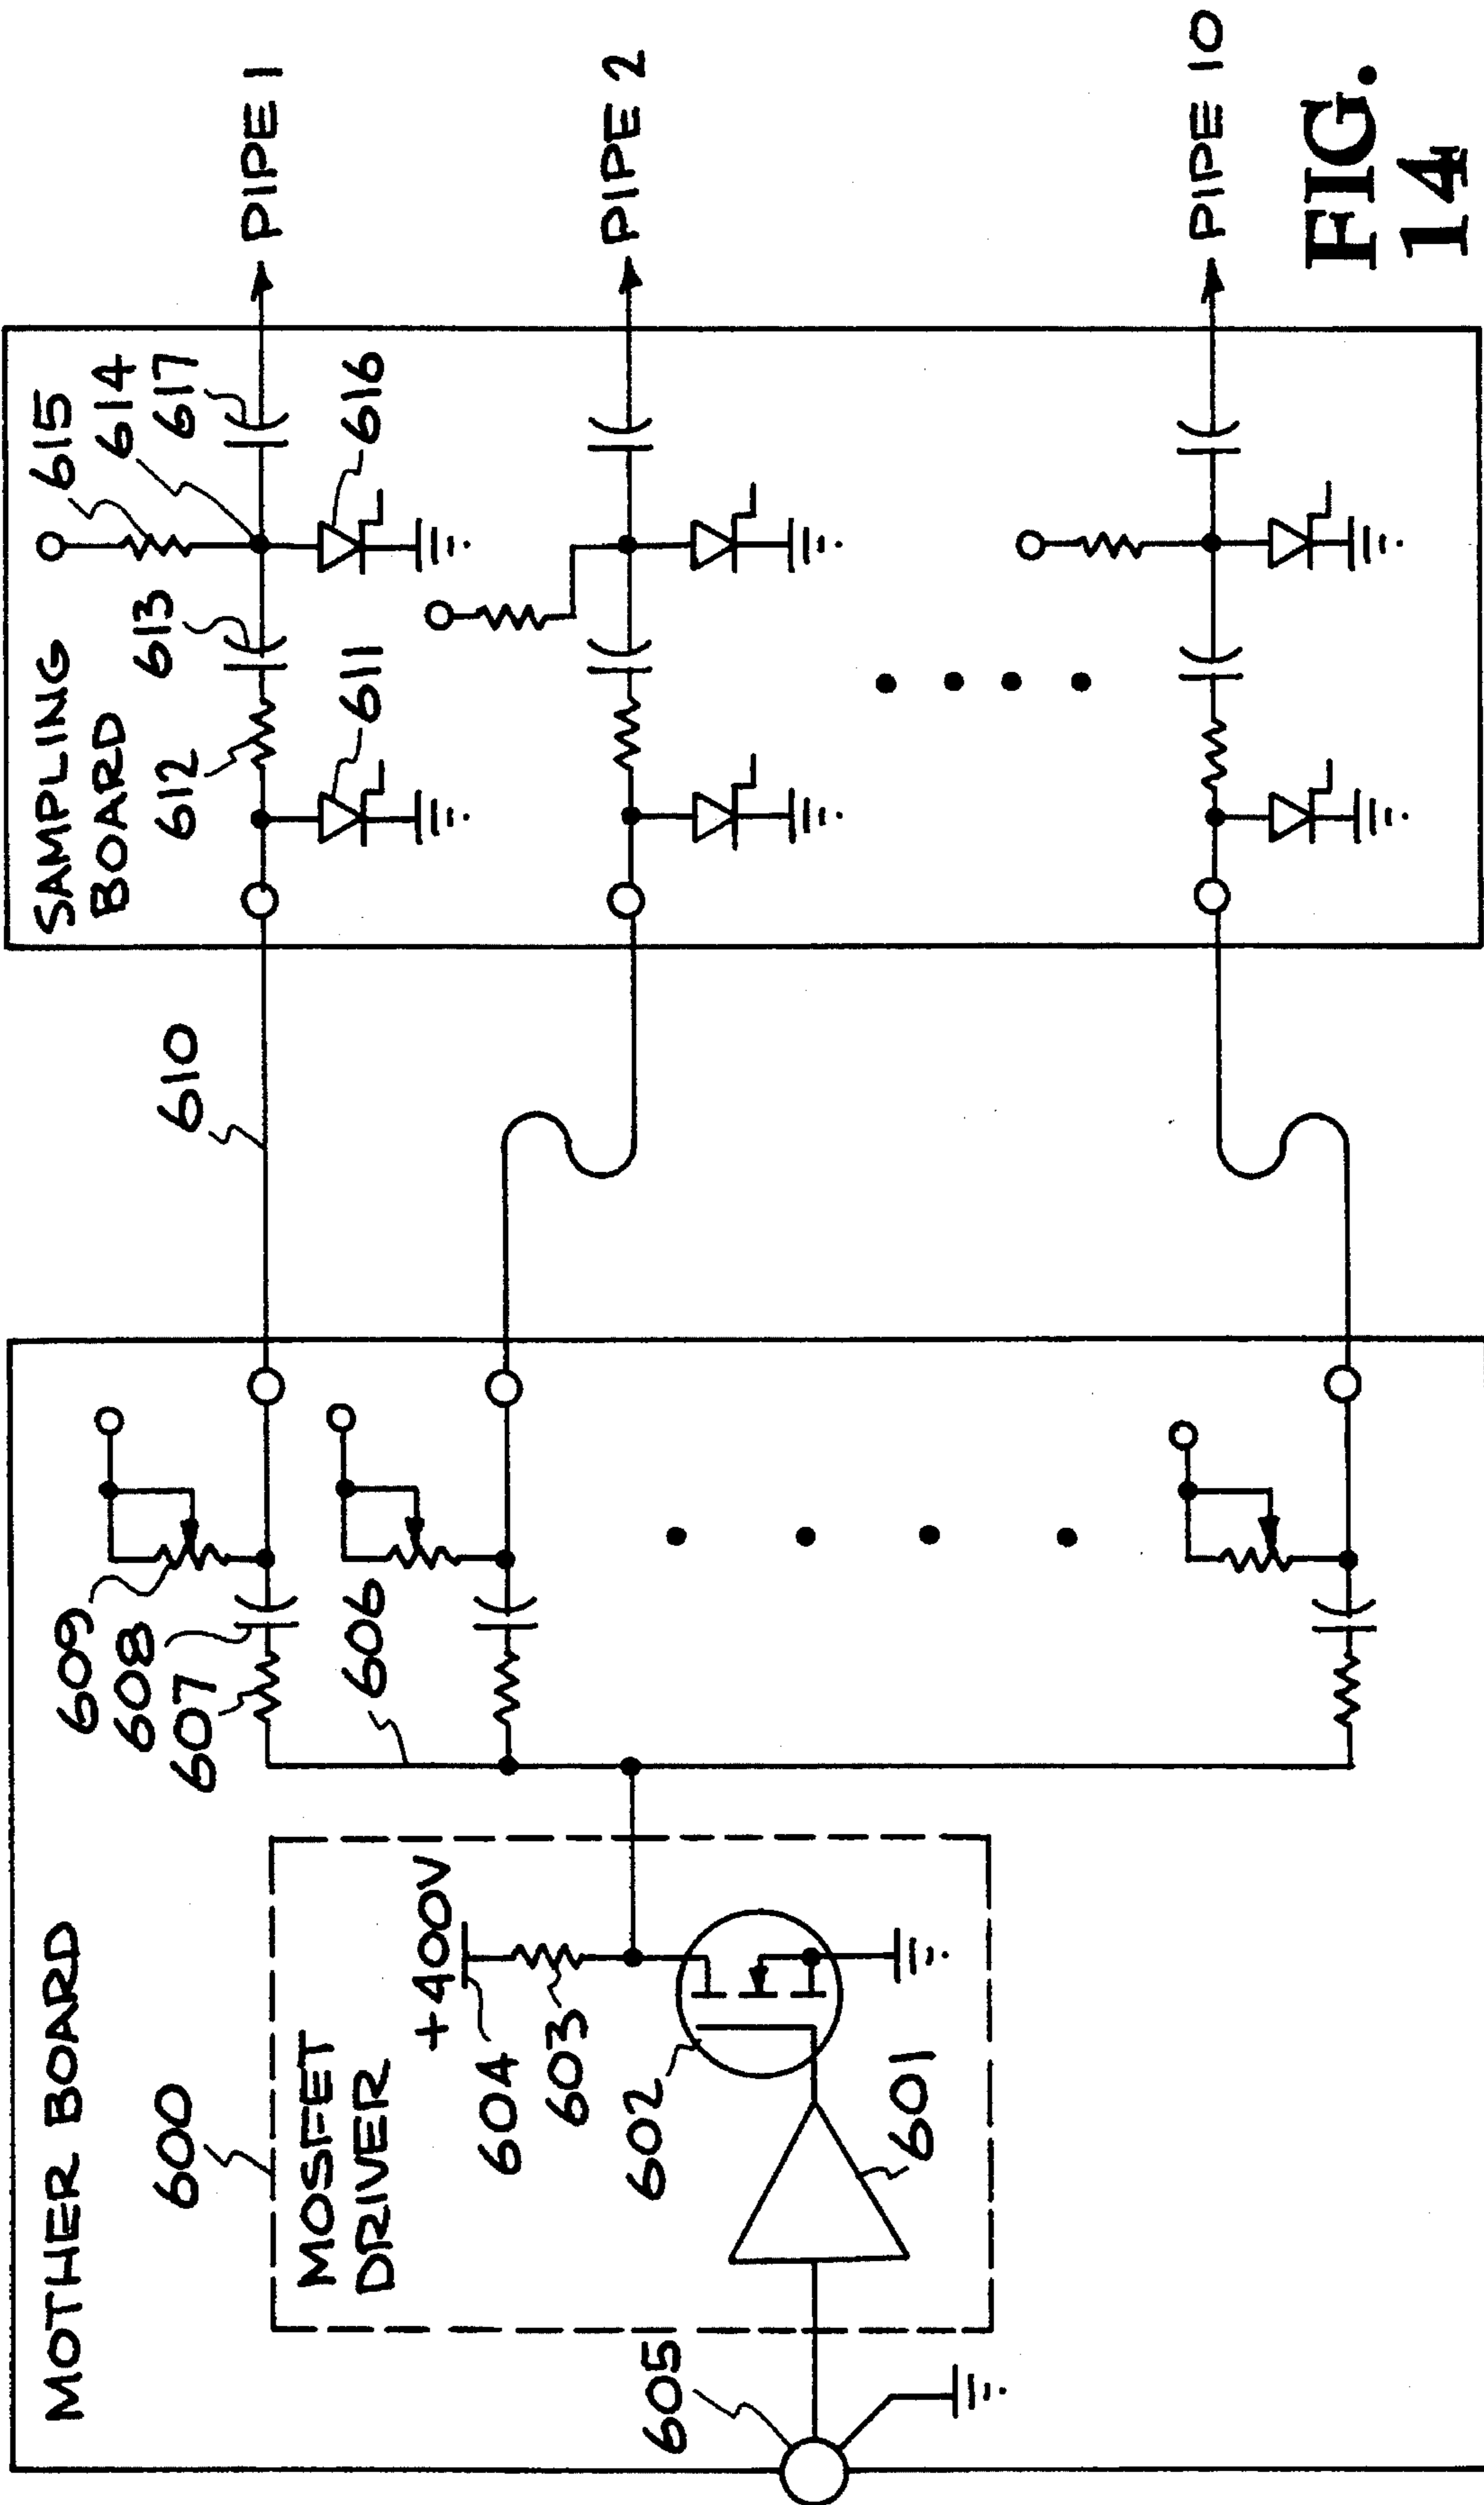 MOTHER BOARD
600
MOSFET
DRIVER
+400V
604
603
602
601
605
609
608
607
606
610
SAMPLING
BOARD
615
614
617
613
612
611
616
PIPE 1
PIPE 2
PIPE 10
FIG.
14